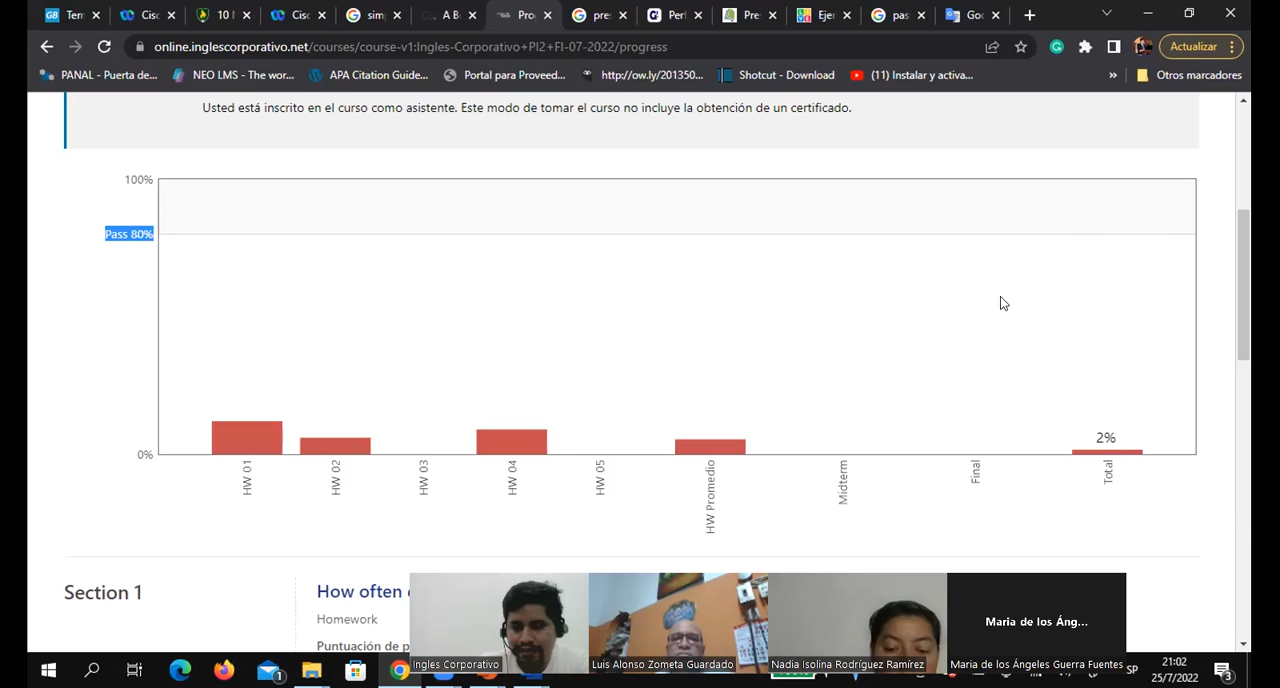 Ten
Cisc
10 I
Cisc
sim
A B
Pro
pre
Perl
Pre
Ejer
pas
Goc
online.inglescorporativo.net/courses/course-v1:Ingles-Corporativo+PI2+FI-07-2022/progress
Actualizar
PANAL - Puerta de...
NEO LMS - The wor...
APA Citation Guide...
Portal para Proveed...
http://ow.ly/201350...
Shotcut - Download
(11) Instalar y activa...
»
Otros marcadores
Usted está inscrito en el curso como asistente. Este modo de tomar el curso no incluye la obtención de un certificado.
100%
Pass 80%
0%
2%
HW 01
HW 02
HW 03
HW 04
HW 05
HW Promedio
Midterm
Final
Total
Section 1
How often
Homework
Puntuación de p
Maria de los Áng...
Ingles Corporativo
Luis Alonso Zometa Guardado
Nadia Isolina Rodríguez Ramírez
Maria de los Ángeles Guerra Fuentes
1
SP
21:02
25/7/2022
3